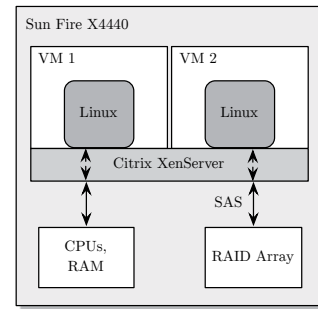 Sun Fire X4440
VM 1
VM 2
Linux
Linux
Citrix XenServer
SAS
CPUs,
RAM
RAID Array